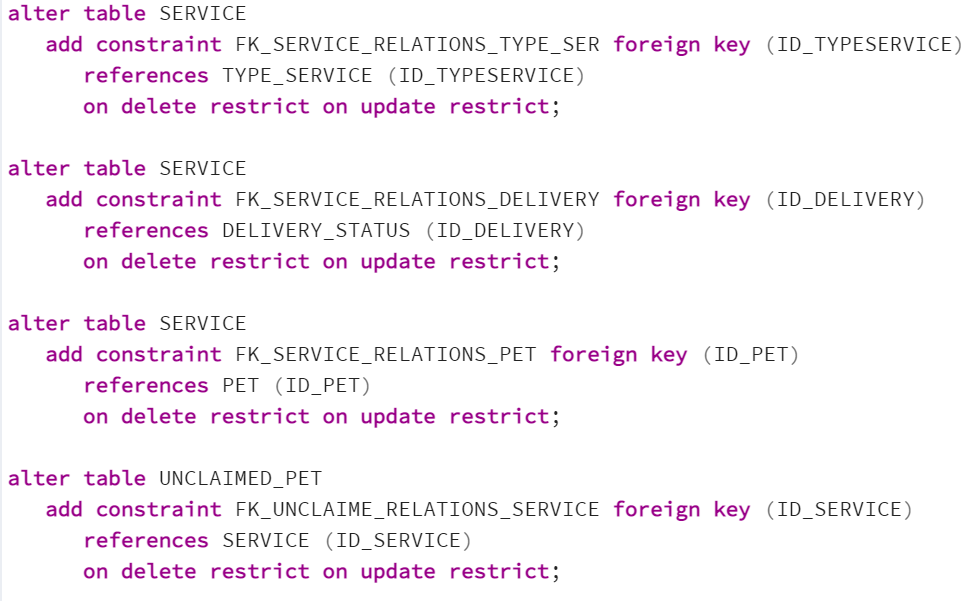 alter table SERVICE
   add constraint FK_SERVICE_RELATIONS_TYPE_SER foreign key (ID_TYPESERVICE)
      references TYPE_SERVICE (ID_TYPESERVICE)
      on delete restrict on update restrict;

alter table SERVICE
   add constraint FK_SERVICE_RELATIONS_DELIVERY foreign key (ID_DELIVERY)
      references DELIVERY_STATUS (ID_DELIVERY)
      on delete restrict on update restrict;

alter table SERVICE
   add constraint FK_SERVICE_RELATIONS_PET foreign key (ID_PET)
      references PET (ID_PET)
      on delete restrict on update restrict;

alter table UNCLAIMED_PET
   add constraint FK_UNCLAIME_RELATIONS_SERVICE foreign key (ID_SERVICE)
      references SERVICE (ID_SERVICE)
      on delete restrict on update restrict;